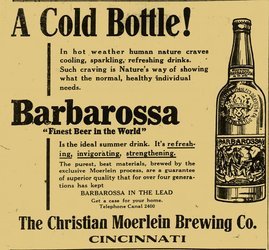 A Cold Bottle!
In hot weather human nature craves
cooling, sparkling, refreshing drinks.
Such craving is Nature's way of showing
what the normal, healthy individual
needs.
Barbarossa
"Finest Beer in the World"
Is the ideal summer drink. It's refresh-
ing, invigorating, strengthening.
The purest, best materials, brewed by the
exclusive Moerlein process, are a guarantee
of superior quality that for over four genera-
tions has kept
BARBAROSSA IN THE LEAD
Get a case for your home.
Telephone Canal 2400
BARBAROSSA
The Christian Moerlein Brewing Co.
CINCINNATI